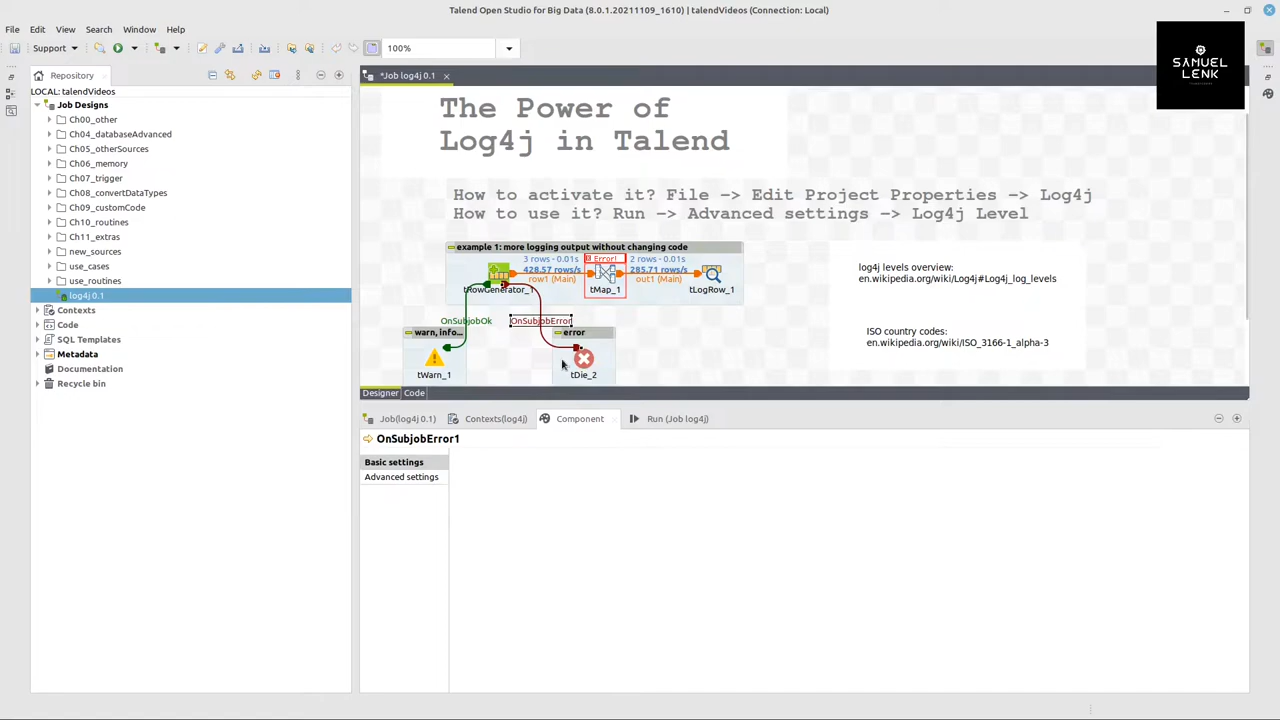 Talend Open Studio for Big Data (8.0.1.20211109_1610) | talendVideos (Connection: Local)
File Edit View Search Window Help
Support
100%
SAMUEL
LENK
Repository
*Job log4j 0.1
LOCAL: talendVideos
Job Designs
Ch00_other
Ch04_databaseAdvanced
Ch05_otherSources
Ch06_memory
Ch07_trigger
Ch08_convertDataTypes
Ch09_customCode
Ch10_routines
Ch11_extras
new_sources
use_cases
use_routines
log4j 0.1
Contexts
Code
SQL Templates
Metadata
Documentation
Recycle bin
The Power of
Log4j in Talend
How to activate it? File -> Edit Project Properties -> Log4j
How to use it? Run -> Advanced settings -> Log4j Level
example 1: more logging output without changing code
3 rows - 0.01s
428.57 rows/s
row1 (Main)
Error!
2 rows - 0.01s
285.71 rows/s
out1 (Main)
tRowGenerator_1
tMap_1
tLogRow_1
log4j levels overview:
en.wikipedia.org/wiki/Log4j#Log4j_log_levels
ISO country codes:
en.wikipedia.org/wiki/ISO_3166-1_alpha-3
OnSubjobOk
OnSubjobError
warn, info...
error
tWarn_1
tDie_2
Designer Code
Job(log4j 0.1)
Contexts(log4j)
Component
Run (Job log4j)
OnSubjobError1
Basic settings
Advanced settings